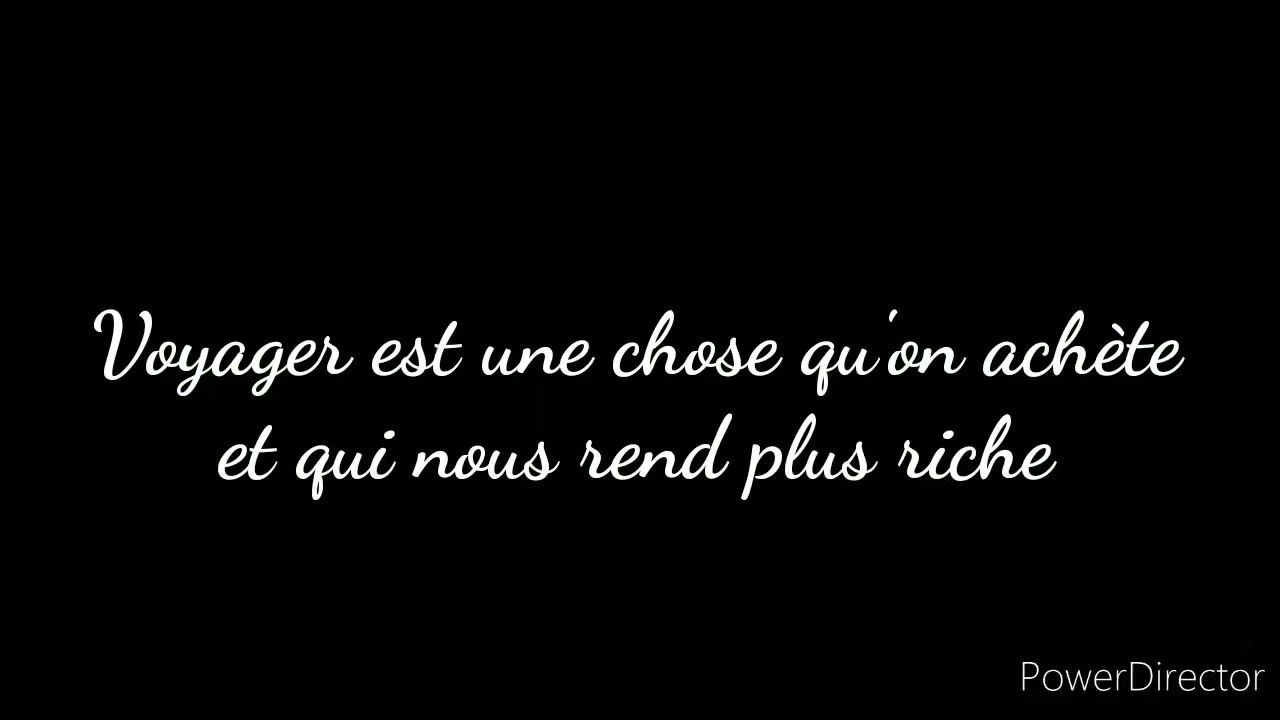 Voyager est une chose qu'on achète
et qui nous rend plus riche
PowerDirector